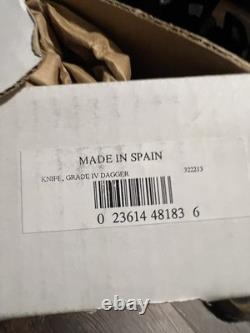 MADE IN SPAIN
KNIFE, GRADE IV DAGGER 322213
0 23614 48183 6